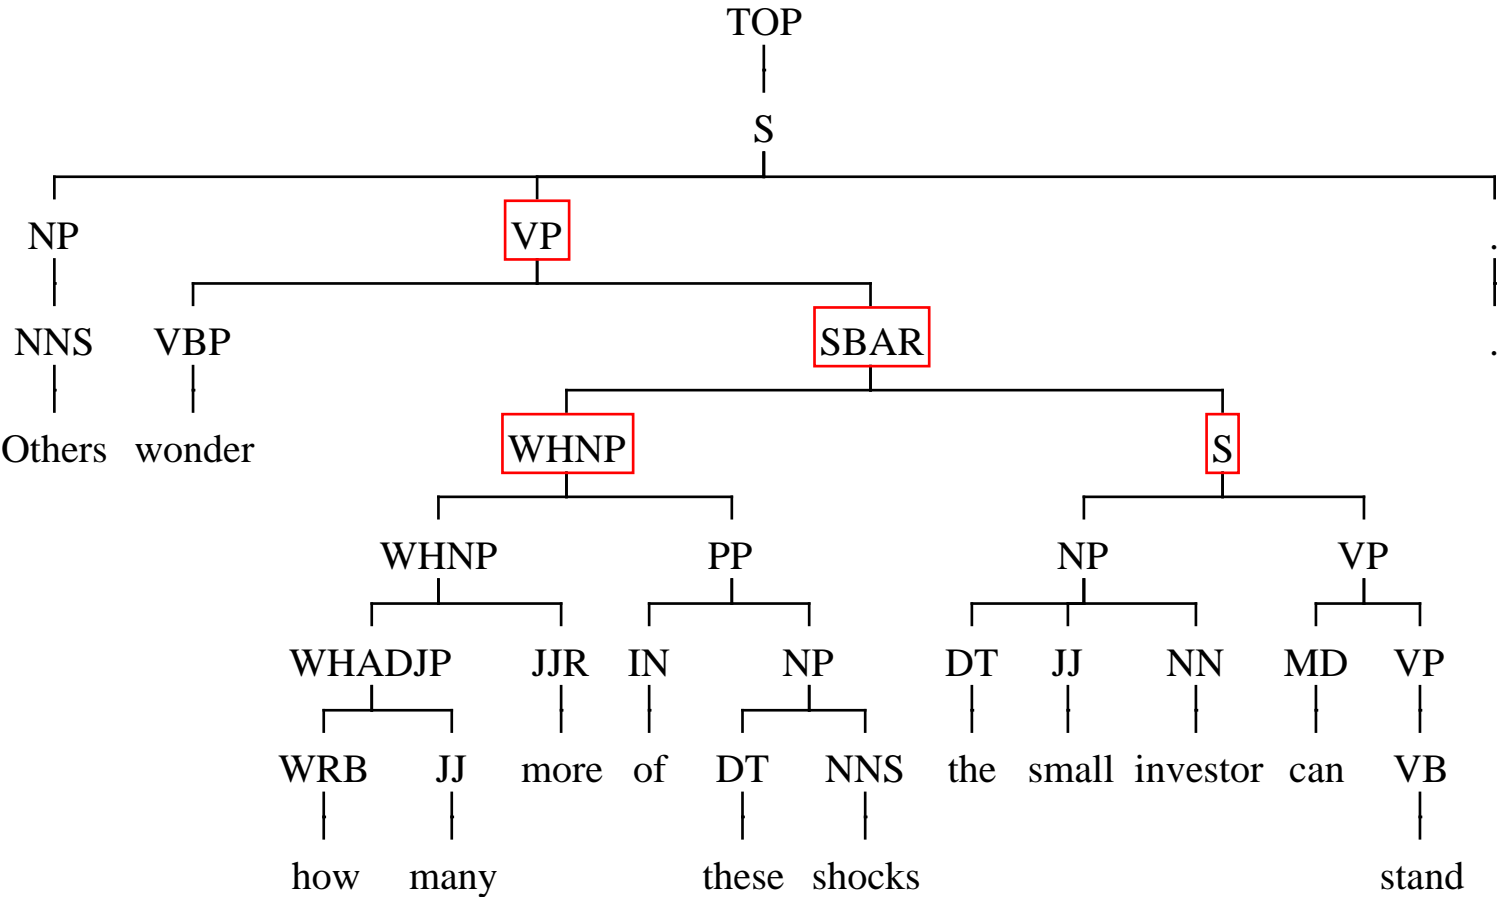 TOP
S
NP VP .
NNS VBP SBAR .
Others wonder WHNP S
WHNP PP NP VP
WHADJP JJR IN NP DT JJ NN MD VP
WRB JJ more of DT NNS the small investor can VB
how many these shocks stand